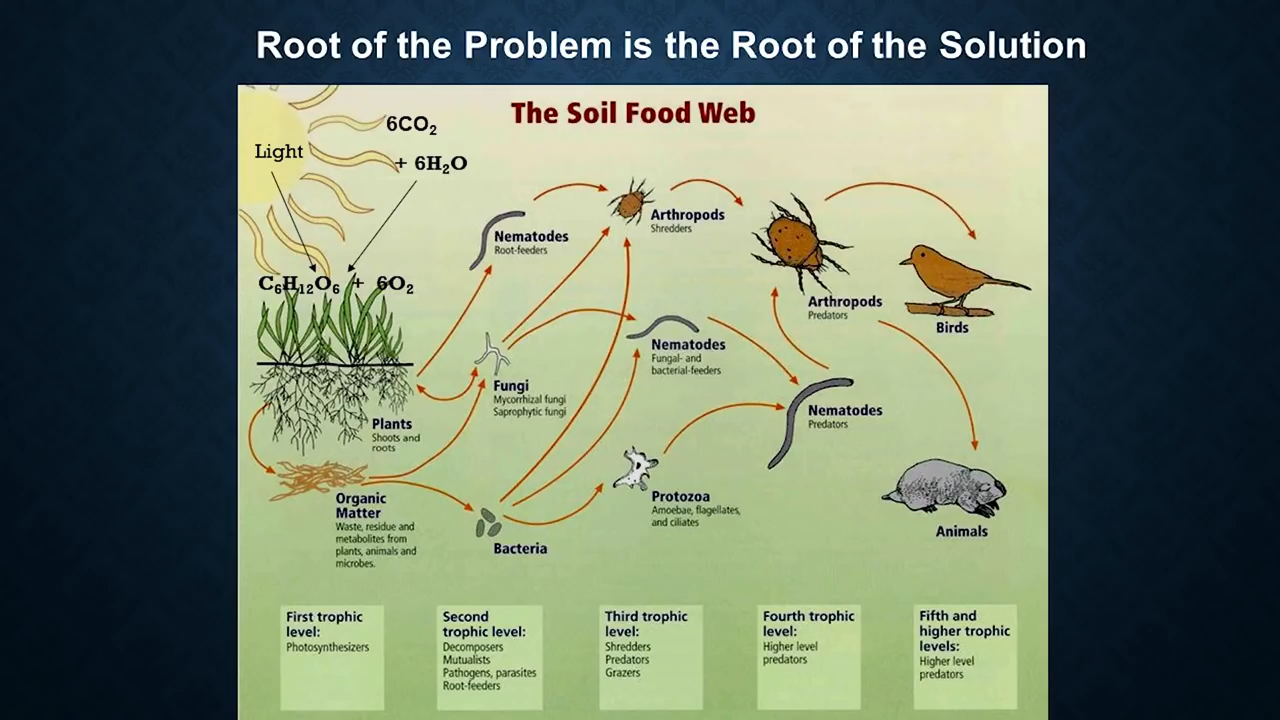 Root of the Problem is the Root of the Solution
The Soil Food Web
6CO₂
Light
+ 6H₂O
C₆H₁₂O₆ + 6O₂
Nematodes
Root-feeders
Arthropods
Shredders
Arthropods
Predators
Birds
Fungi
Mycorrhizal fungi
Saprophytic fungi
Nematodes
Fungal- and
bacterial-feeders
Nematodes
Predators
Plants
Shoots and
roots
Organic
Matter
Waste, residue and
metabolites from
plants, animals and
microbes.
Bacteria
Protozoa
Amoebae, flagellates,
and ciliates
Animals
First trophic
level:
Photosynthesizers
Second
trophic level:
Decomposers
Mutualists
Pathogens, parasites
Root-feeders
Third trophic
level:
Shredders
Predators
Grazers
Fourth trophic
level:
Higher level
predators
Fifth and
higher trophic
levels:
Higher level
predators